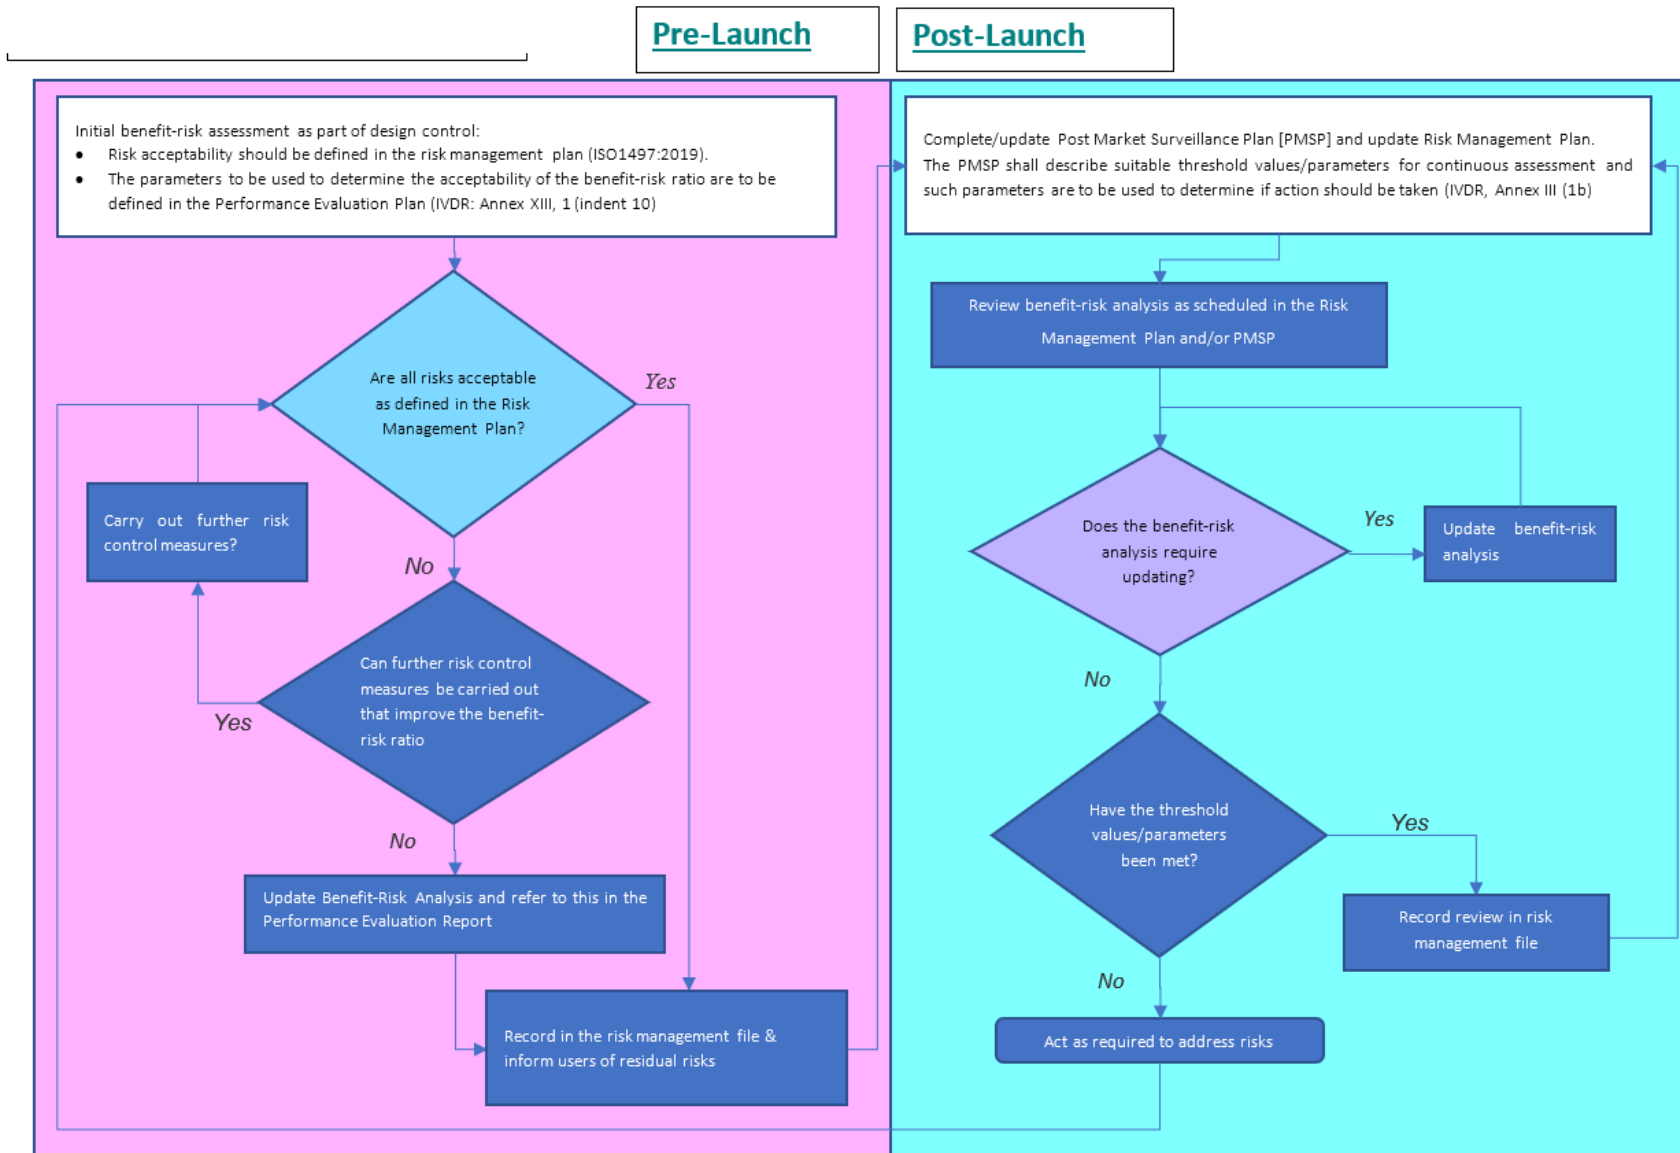 Pre-Launch
Post-Launch
Initial benefit-risk assessment as part of design control:
• Risk acceptability should be defined in the risk management plan (ISO1497:2019).
• The parameters to be used to determine the acceptability of the benefit-risk ratio are to be
defined in the Performance Evaluation Plan (IVDR: Annex XIII, 1 (indent 10)
Are all risks acceptable
as defined in the Risk
Management Plan?
Yes
No
Carry out further risk
control measures?
Can further risk control
measures be carried out
that improve the benefit-
risk ratio
Yes
No
Update Benefit-Risk Analysis and refer to this in the
Performance Evaluation Report
Record in the risk management file &
inform users of residual risks
Complete/update Post Market Surveillance Plan [PMSP] and update Risk Management Plan.
The PMSP shall describe suitable threshold values/parameters for continuous assessment and
such parameters are to be used to determine if action should be taken (IVDR, Annex III (1b)
Review benefit-risk analysis as scheduled in the Risk
Management Plan and/or PMSP
Does the benefit-risk
analysis require
updating?
Yes
Update benefit-risk
analysis
No
Have the threshold
values/parameters
been met?
Yes
Record review in risk
management file
No
Act as required to address risks